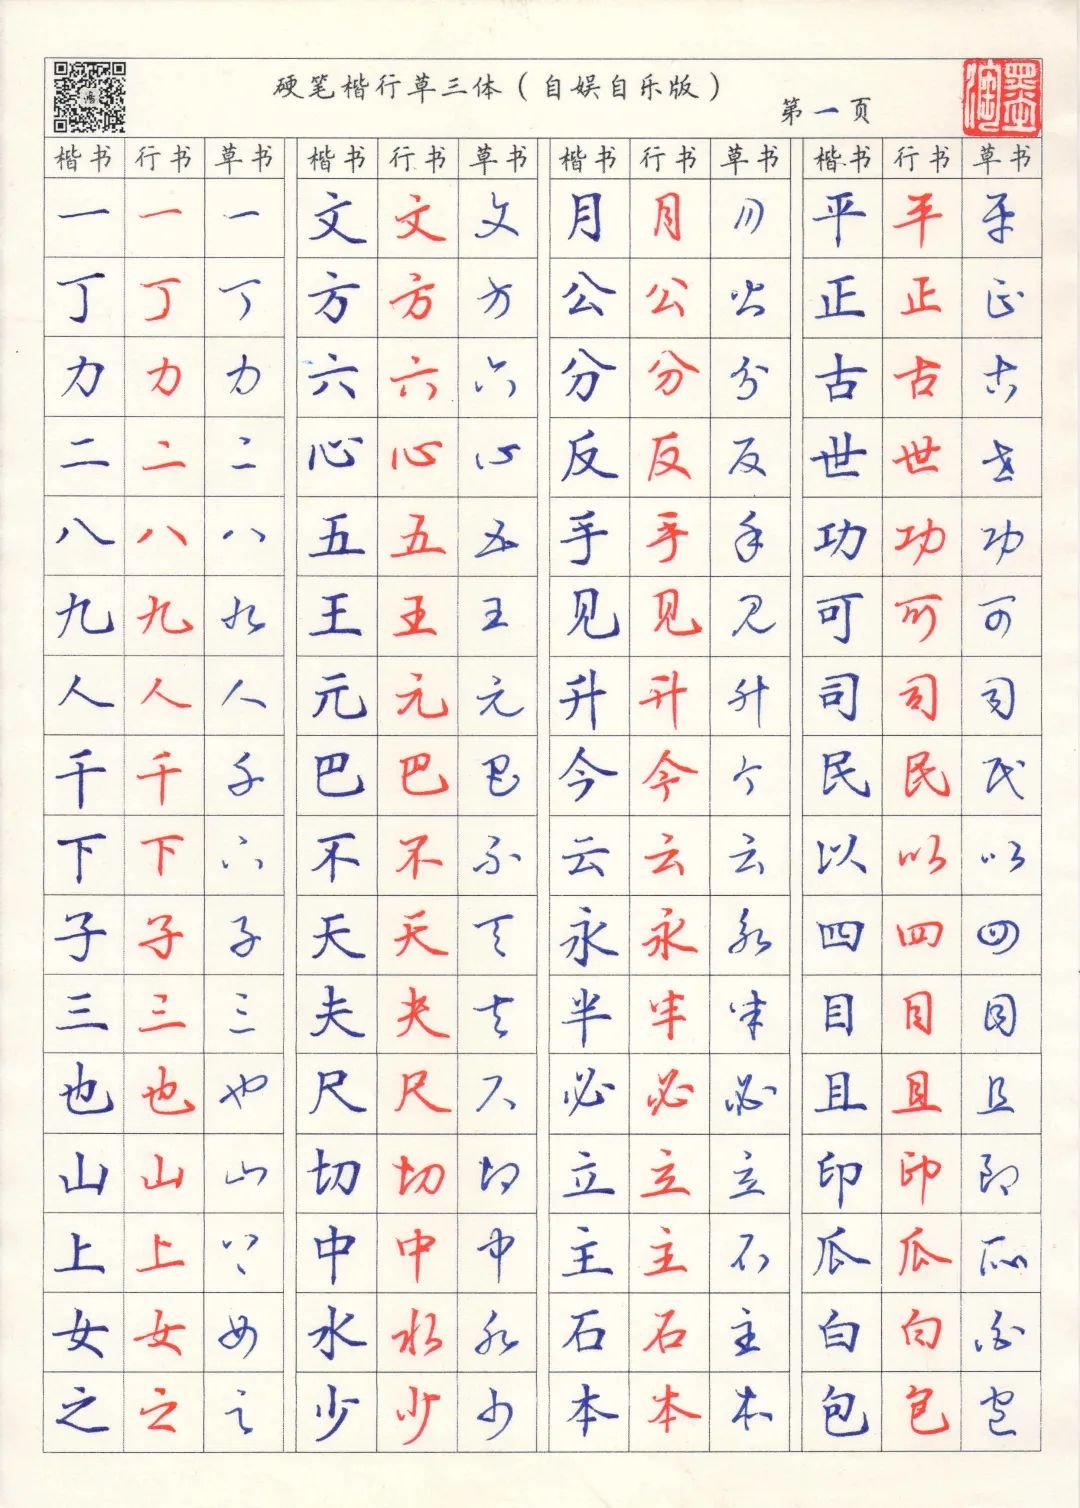 硬笔楷行草三体（自娱自乐版）
第一页
楷书 行书 草书 楷书 行书 草书 楷书 行书 草书 楷书 行书 草书
一 一 一 文 文 文 月 月 月 平 平 平
丁 丁 丁 方 方 方 公 公 公 正 正 正
力 力 力 六 六 六 分 分 分 古 古 古
二 二 二 心 心 心 反 反 反 世 世 世
八 八 八 五 五 五 手 手 手 功 功 功
九 九 九 王 王 王 见 见 见 可 可 可
人 人 人 元 元 元 升 升 升 司 司 司
千 千 千 巴 巴 巴 今 今 今 民 民 民
下 下 下 不 不 不 云 云 云 以 以 以
子 子 子 天 天 天 永 永 永 四 四 四
三 三 三 夫 夫 夫 半 半 半 目 目 目
也 也 也 尺 尺 尺 必 必 必 且 且 且
山 山 山 切 切 切 立 立 立 印 印 印
上 上 上 中 中 中 主 主 石 瓜 瓜 瓜
女 女 女 水 水 水 石 石 主 白 白 白
之 之 之 少 少 少 本 本 本 包 包 包